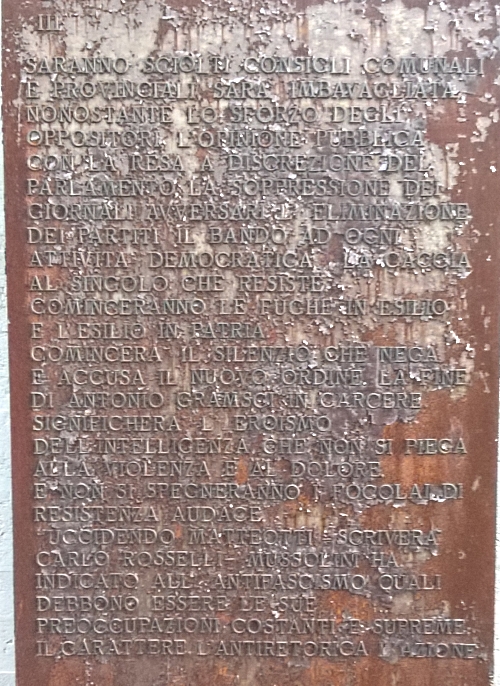 III
SARANNO SCIOLTI CONSIGLI COMUNALI
E PROVINCIALI SARA' IMBAVAGLIATA,
NONOSTANTE LO SFORZO DEGLI
OPPOSITORI, L'OPINIONE PUBBLICA
CON LA RESA A DISCREZIONE DEL
PARLAMENTO, LA SOPPRESSIONE DEI
GIORNALI AVVERSARI, L'ELIMINAZIONE
DEI PARTITI IL BANDO AD OGNI
ATTIVITA' DEMOCRATICA, LA CACCIA
AL SINGOLO CHE RESISTE,
COMINCERANNO LE FUGHE IN ESILIO
E L'ESILIO IN PATRIA
COMINCERA' IL SILENZIO CHE NEGA
E ACCUSA IL NUOVO ORDINE. LA FINE
DI ANTONIO GRAMSCI IN CARCERE
SIGNIFICHERA' L'EROISMO
DELL'INTELLIGENZA CHE NON SI PIEGA
ALLA VIOLENZA E AL DOLORE
E NON SI SPEGNERANNO I FOCOLAI DI
RESISTENZA AUDACE
"UCCIDENDO MATTEOTTI - SCRIVERA'
CARLO ROSSELLI - MUSSOLINI HA
INDICATO ALL'ANTIFASCISMO QUALI
DEBBONO ESSERE LE SUE
PREOCCUPAZIONI COSTANTI E SUPREME
IL CARATTERE L'ANTIRETORICA L'AZIONE